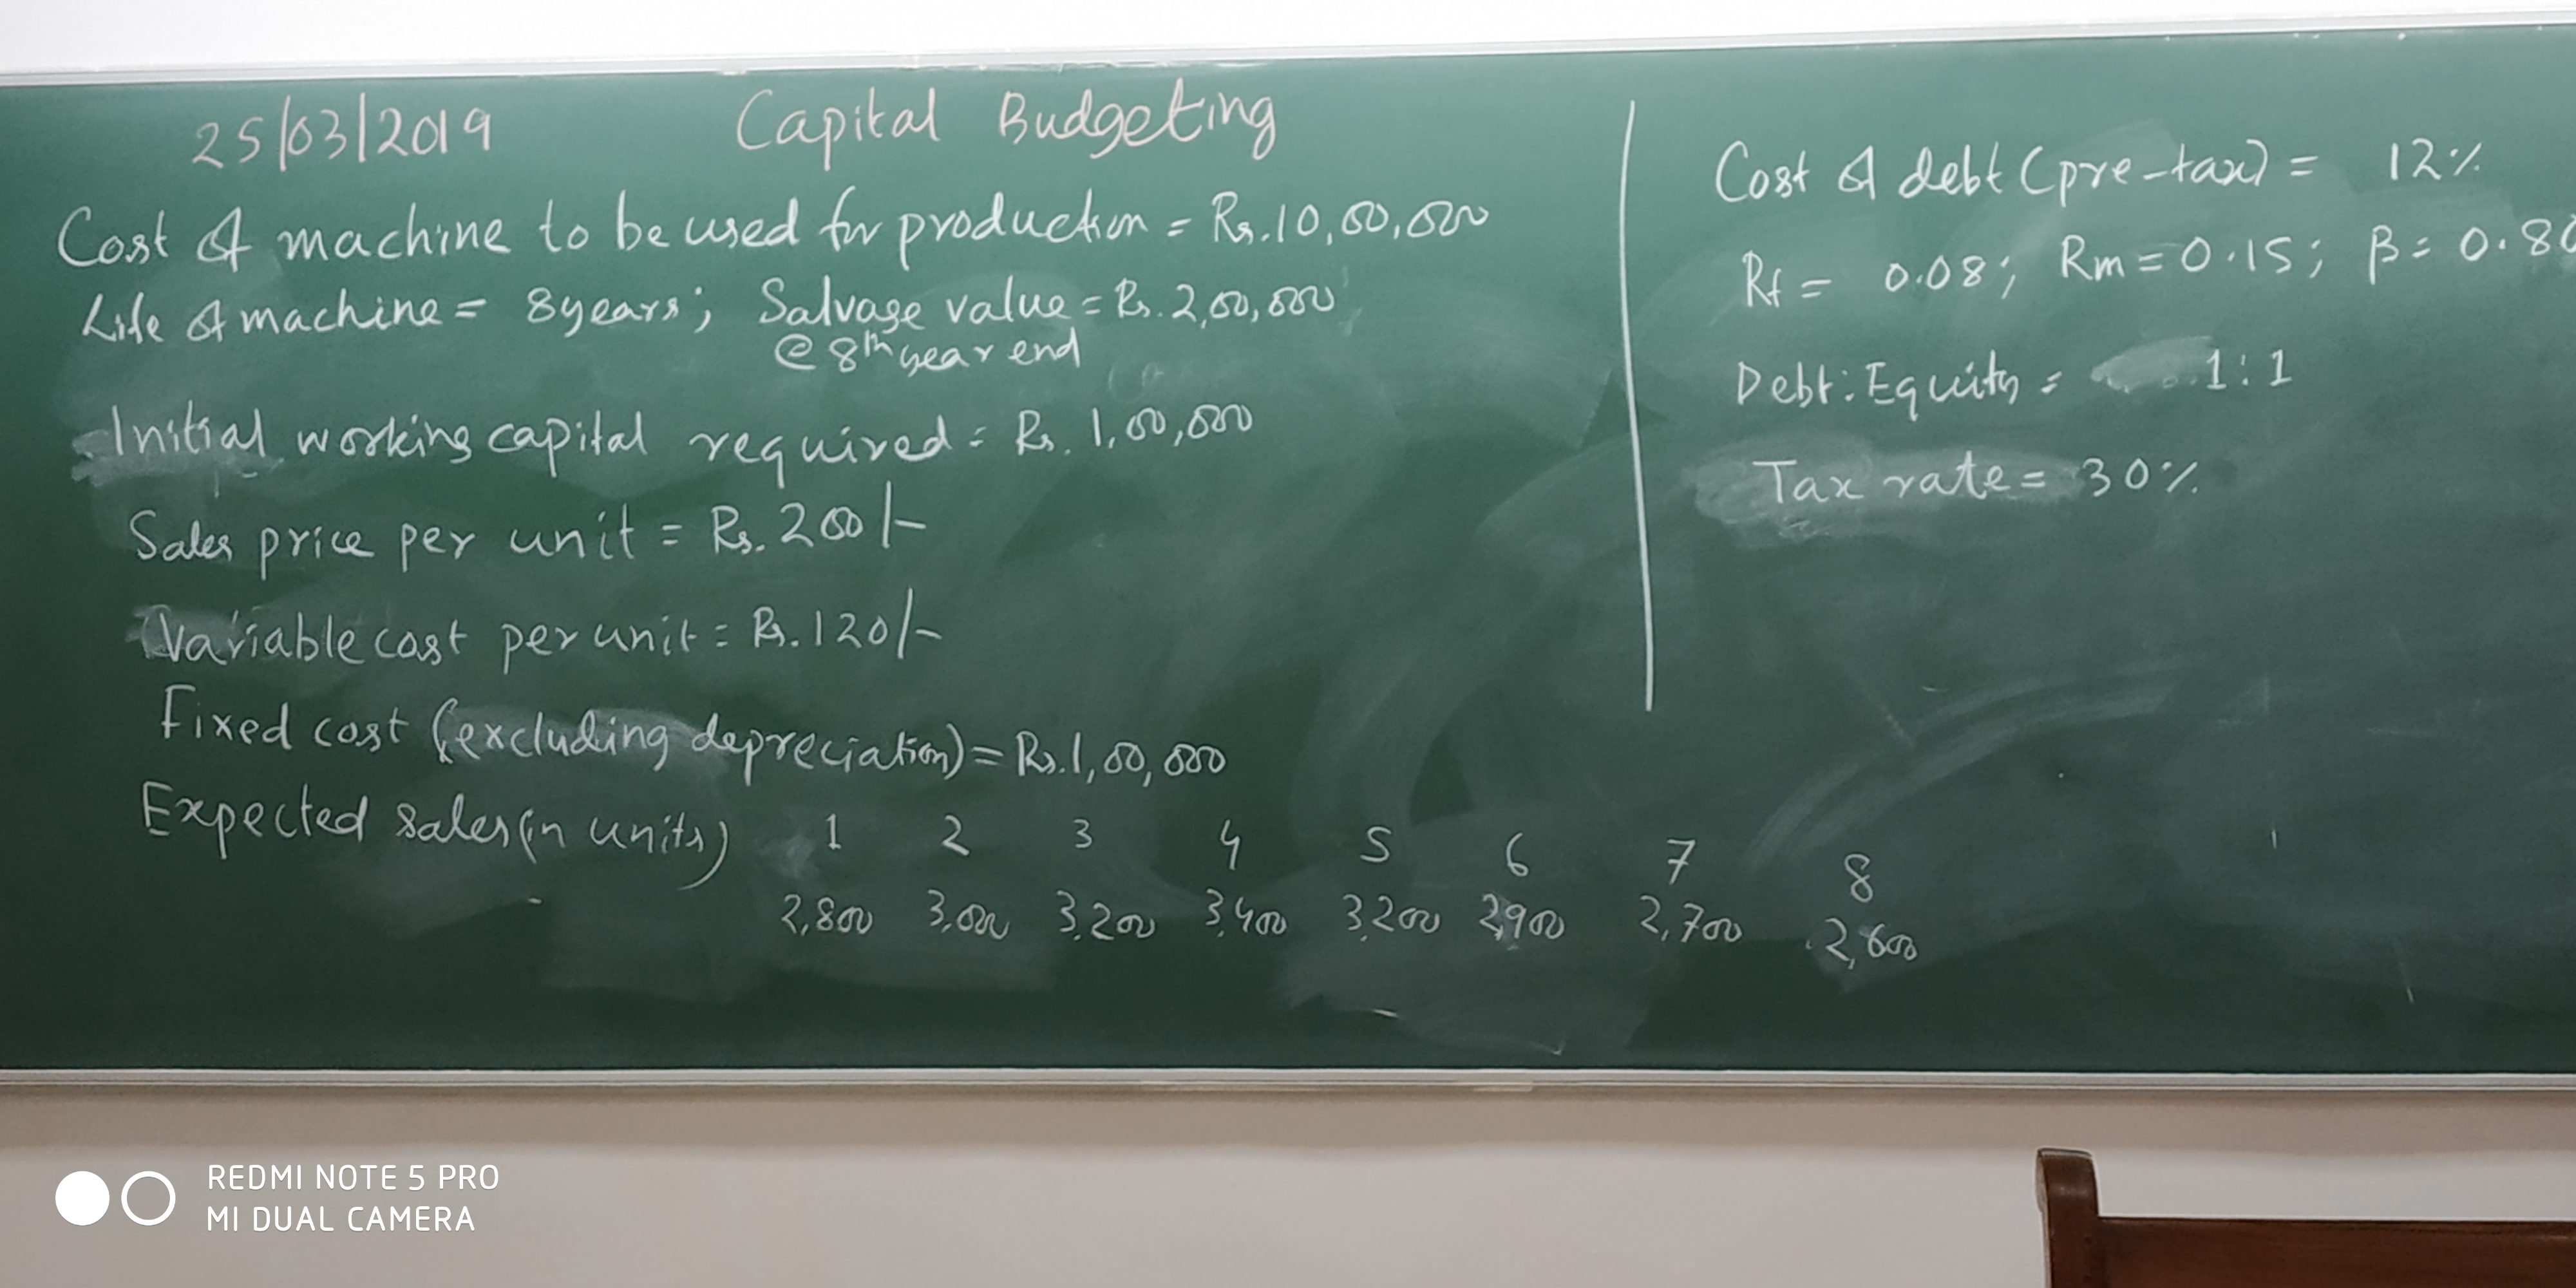 25/03/2019 Capital Budgeting
Cost of machine to be used for production = Rs.10,00,000
Life of machine = 8years; Salvage value = Rs. 2,00,000
@ 8th year end
Initial working capital required = Rs. 1,00,000
Sales price per unit = Rs. 200/-
Variable cost per unit = Rs. 120/-
Fixed cost (excluding depreciation) = Rs. 1,00,000
Expected sales (in units) 1 2 3 4 5 6 7 8
2,800 3,000 3,200 3,400 3,200 2,900 2,700 2,600
Cost of debt (pre-tax) = 12%
Rf = 0.08; Rm = 0.15; β = 0.80
Debt:Equity = 1:1
Tax rate = 30%
REDMI NOTE 5 PRO
MI DUAL CAMERA